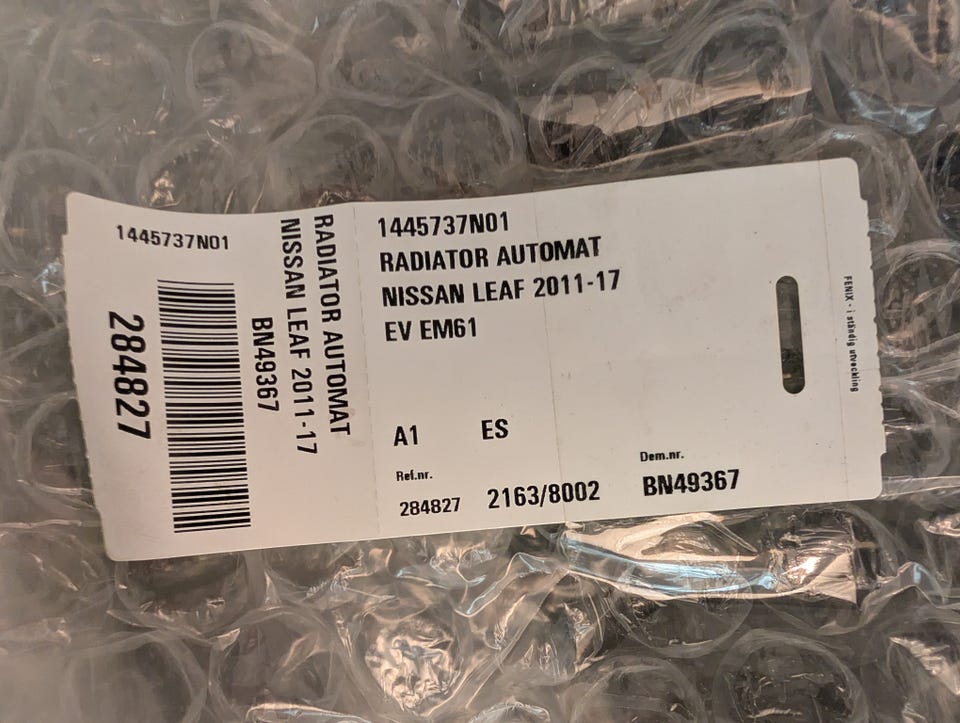 1445737N01
284827
BN49367
NISSAN LEAF 2011-17
RADIATOR AUTOMAT
1445737N01
RADIATOR AUTOMAT
NISSAN LEAF 2011-17
EV EM61
A1 ES
Ref.nr. Dem.nr.
284827 2163/8002 BN49367
FENIX - i ständig utveckling